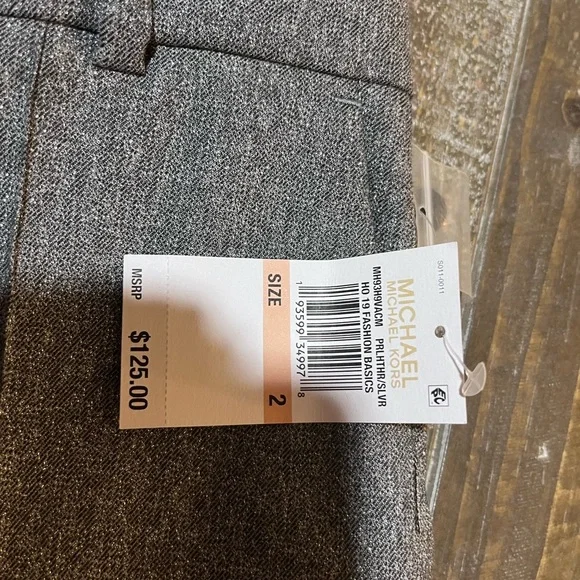 S011-0011
MICHAEL
MICHAEL KORS
MH93H9VACM PRLHTHR/SLVR
HO 19 FASHION BASICS
1 93599 34997 8
SIZE 2
MSRP $125.00